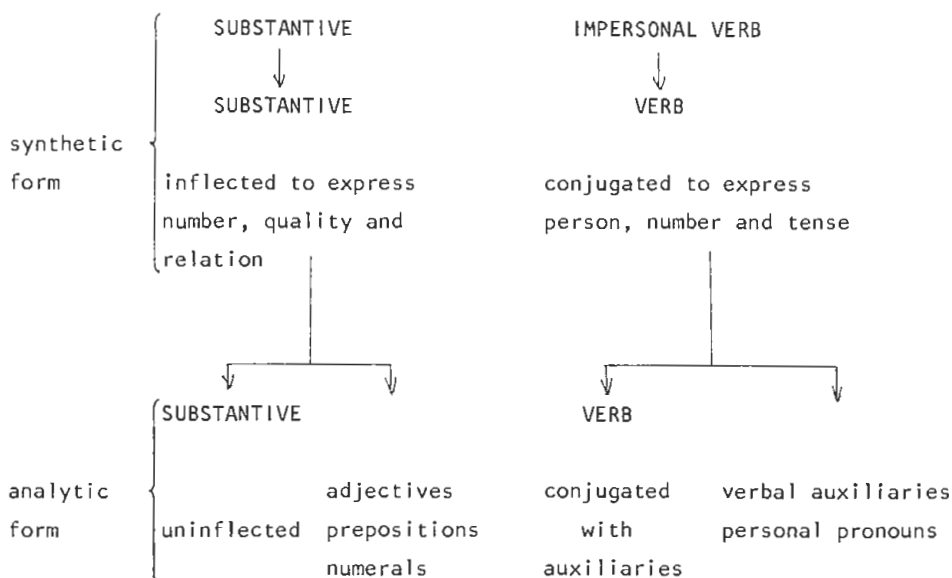 SUBSTANTIVE IMPERSONAL VERB
SUBSTANTIVE VERB
synthetic
form inflected to express conjugated to express
number, quality and person, number and tense
relation
SUBSTANTIVE VERB
analytic adjectives conjugated verbal auxiliaries
form uninflected prepositions with personal pronouns
numerals auxiliaries